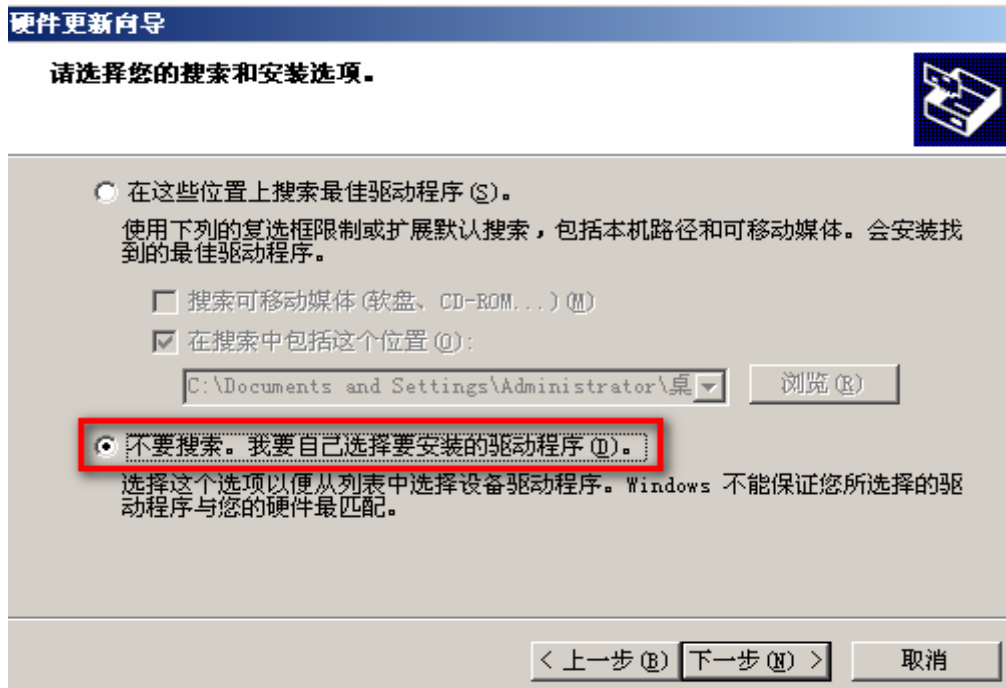 硬件更新向导
请选择您的搜索和安装选项。
在这些位置上搜索最佳驱动程序(S)。
使用下列的复选框限制或扩展默认搜索，包括本机路径和可移动媒体。会安装找
到的最佳驱动程序。
搜索可移动媒体(软盘、CD-ROM...)(M)
在搜索中包括这个位置(O):
C:\Documents and Settings\Administrator\桌
浏览(R)
不要搜索。我要自己选择要安装的驱动程序(D)。
选择这个选项以便从列表中选择设备驱动程序。Windows 不能保证您所选择的驱
动程序与您的硬件最匹配。
< 上一步(B) 下一步(N) > 取消